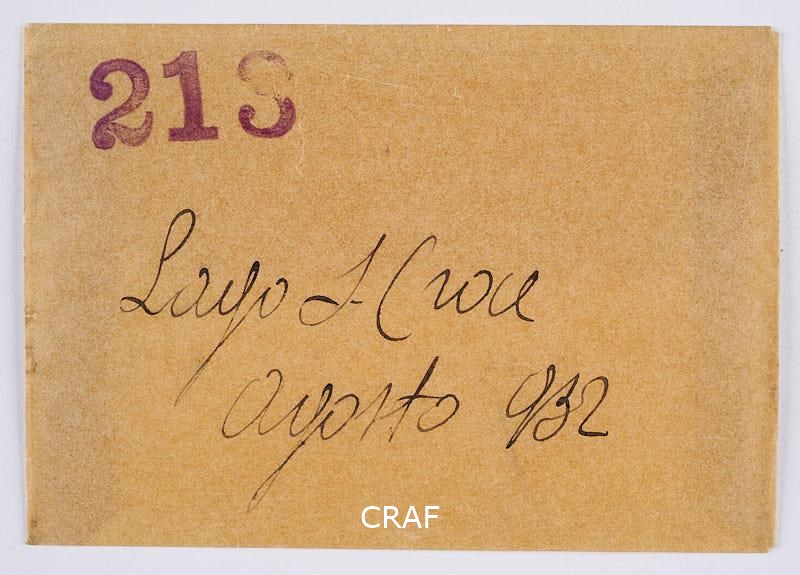 213
Lago S. Croce
agosto 932
CRAF